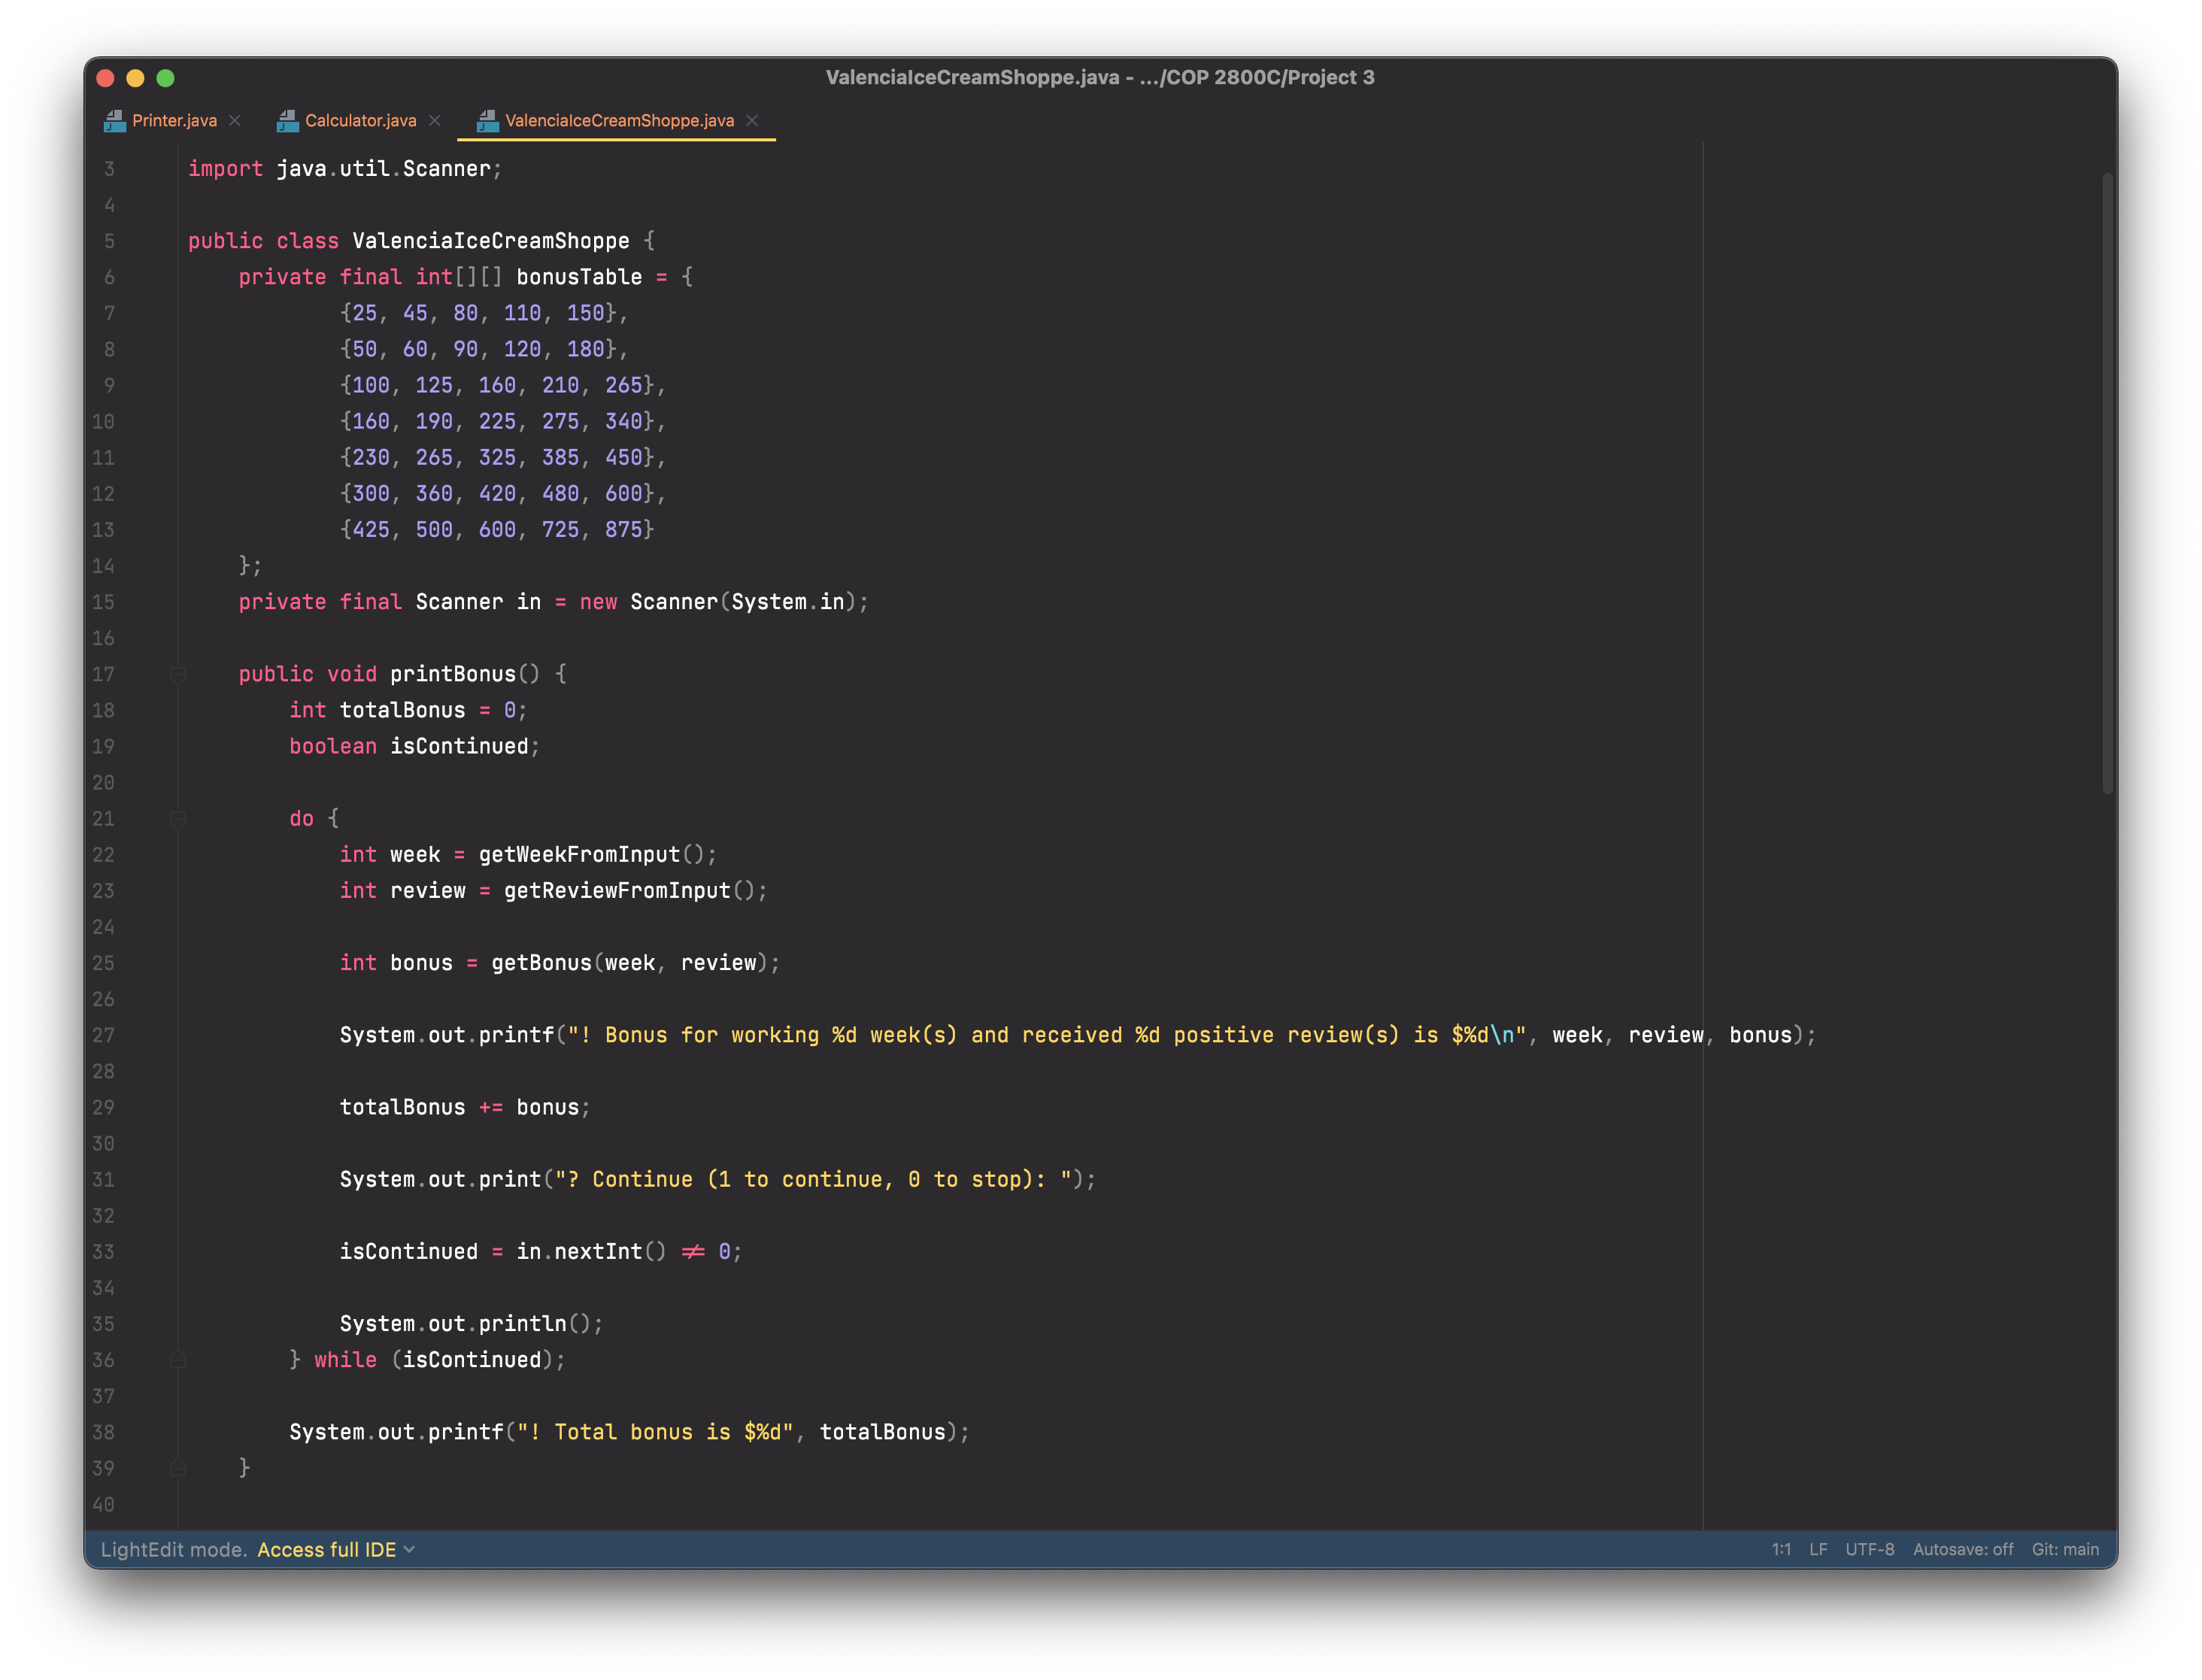 ValenciaIceCreamShoppe.java - .../COP 2800C/Project 3
Printer.java Calculator.java ValenciaIceCreamShoppe.java
3 import java.util.Scanner;
4
5 public class ValenciaIceCreamShoppe {
6     private final int[][] bonusTable = {
7             {25, 45, 80, 110, 150},
8             {50, 60, 90, 120, 180},
9             {100, 125, 160, 210, 265},
10             {160, 190, 225, 275, 340},
11             {230, 265, 325, 385, 450},
12             {300, 360, 420, 480, 600},
13             {425, 500, 600, 725, 875}
14     };
15     private final Scanner in = new Scanner(System.in);
16
17     public void printBonus() {
18         int totalBonus = 0;
19         boolean isContinued;
20
21         do {
22             int week = getWeekFromInput();
23             int review = getReviewFromInput();
24
25             int bonus = getBonus(week, review);
26
27             System.out.printf("! Bonus for working %d week(s) and received %d positive review(s) is $%d\n", week, review, bonus);
28
29             totalBonus += bonus;
30
31             System.out.print("? Continue (1 to continue, 0 to stop): ");
32
33             isContinued = in.nextInt() != 0;
34
35             System.out.println();
36         } while (isContinued);
37
38         System.out.printf("! Total bonus is $%d", totalBonus);
39     }
40
LightEdit mode. Access full IDE 1:1 LF UTF-8 Autosave: off Git: main